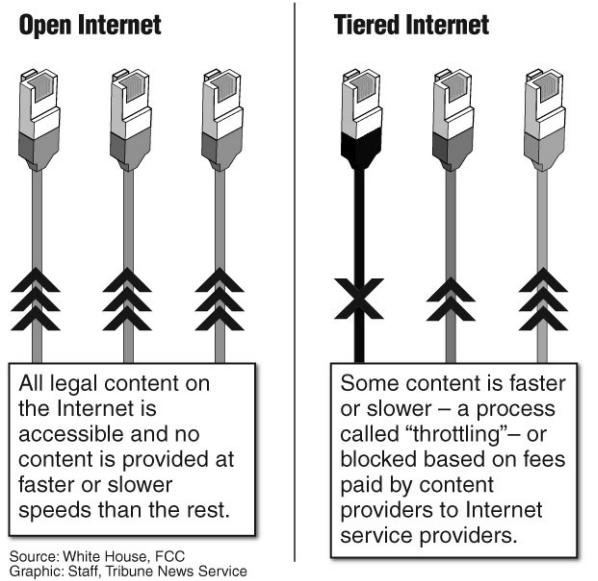 Open Internet
All legal content on
the Internet is
accessible and no
content is provided at
faster or slower
speeds than the rest.
Source: White House, FCC
Graphic: Staff, Tribune News Service
Tiered Internet
Some content is faster
or slower – a process
called “throttling”– or
blocked based on fees
paid by content
providers to Internet
service providers.